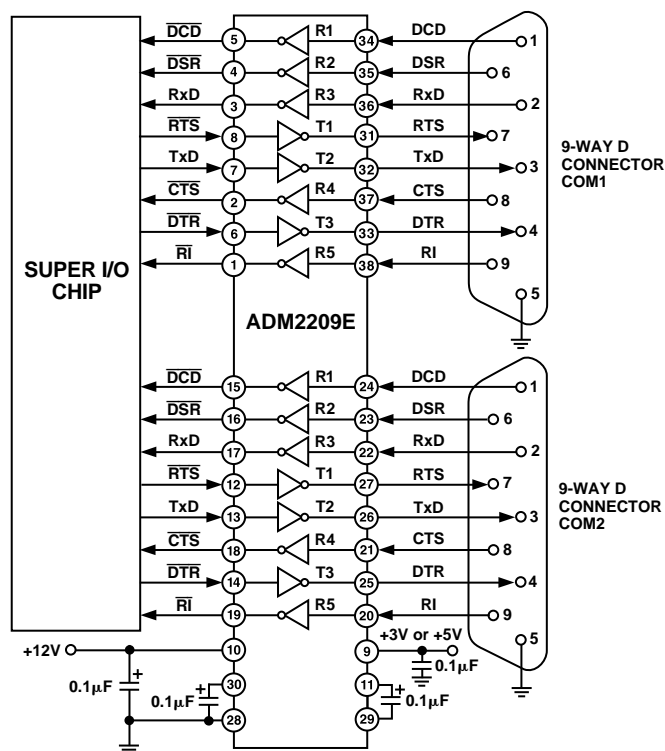 DCD 5 R1 34 DCD 1
DSR 4 R2 35 DSR 6
RxD 3 R3 36 RxD 2
RTS 8 T1 31 RTS 7
TxD 7 T2 32 TxD 3
CTS 2 R4 37 CTS 8
DTR 6 T3 33 DTR 4
RI 1 R5 38 RI 9
5
9-WAY D
CONNECTOR
COM1
SUPER I/O
CHIP
ADM2209E
DCD 15 R1 24 DCD 1
DSR 16 R2 23 DSR 6
RxD 17 R3 22 RxD 2
RTS 12 T1 27 RTS 7
TxD 13 T2 26 TxD 3
CTS 18 R4 21 CTS 8
DTR 14 T3 25 DTR 4
RI 19 R5 20 RI 9
5
9-WAY D
CONNECTOR
COM2
+12V 10 9 +3V or +5V
+ 0.1μF
0.1μF + 30 11 +
0.1μF 28 29 0.1μF